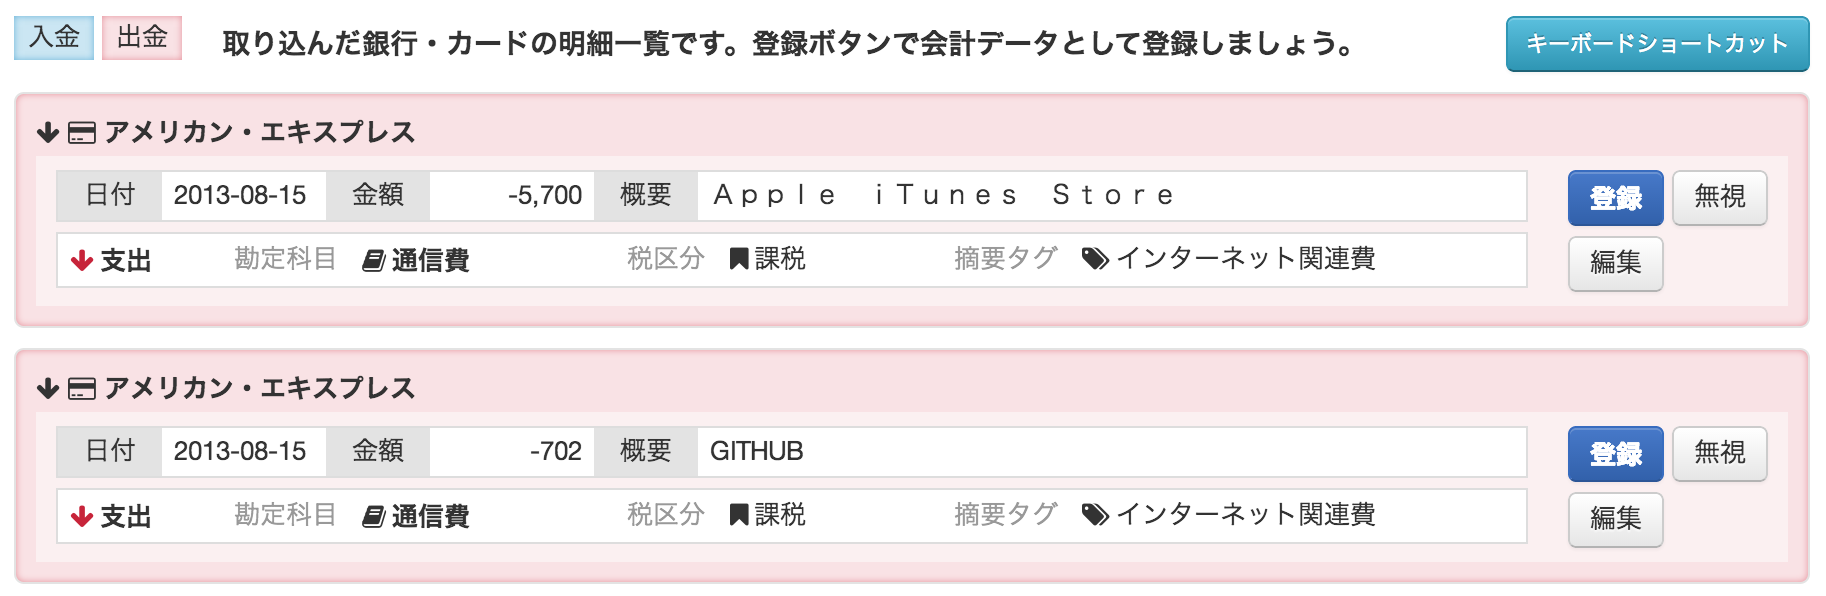 入金 出金 取り込んだ銀行・カードの明細一覧です。登録ボタンで会計データとして登録しましょう。 キーボードショートカット
アメリカン・エキスプレス
日付 2013-08-15 金額 -5,700 概要 Ａｐｐｌｅ　ｉＴｕｎｅｓ　Ｓｔｏｒｅ 登録 無視
支出 勘定科目 通信費 税区分 課税 摘要タグ インターネット関連費 編集
アメリカン・エキスプレス
日付 2013-08-15 金額 -702 概要 GITHUB 登録 無視
支出 勘定科目 通信費 税区分 課税 摘要タグ インターネット関連費 編集